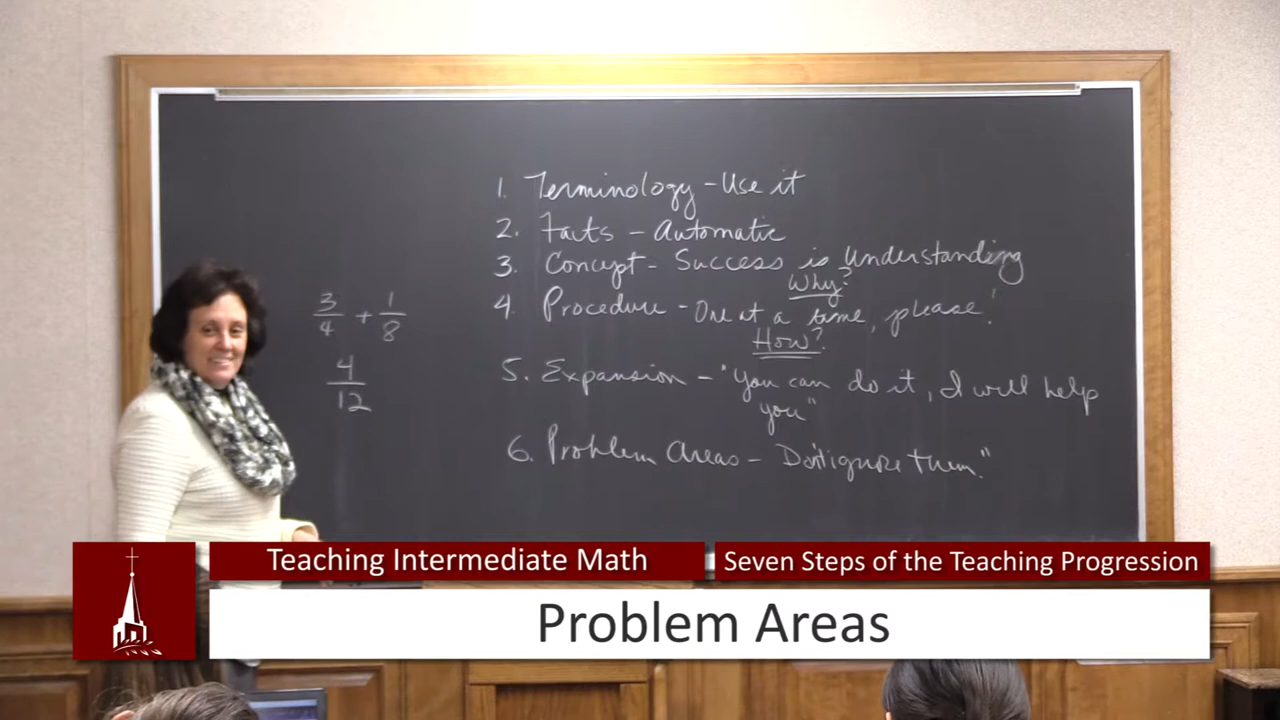 1. Terminology - Use it
2. Facts - Automatic
3. Concept - Success is Understanding
Why?
4. Procedure - One at a time, please!
How?
5. Expansion - "You can do it, I will help
you"
6. Problem Areas - Don't ignore them."
3/4 + 1/8
4/12
Teaching Intermediate Math
Seven Steps of the Teaching Progression
Problem Areas